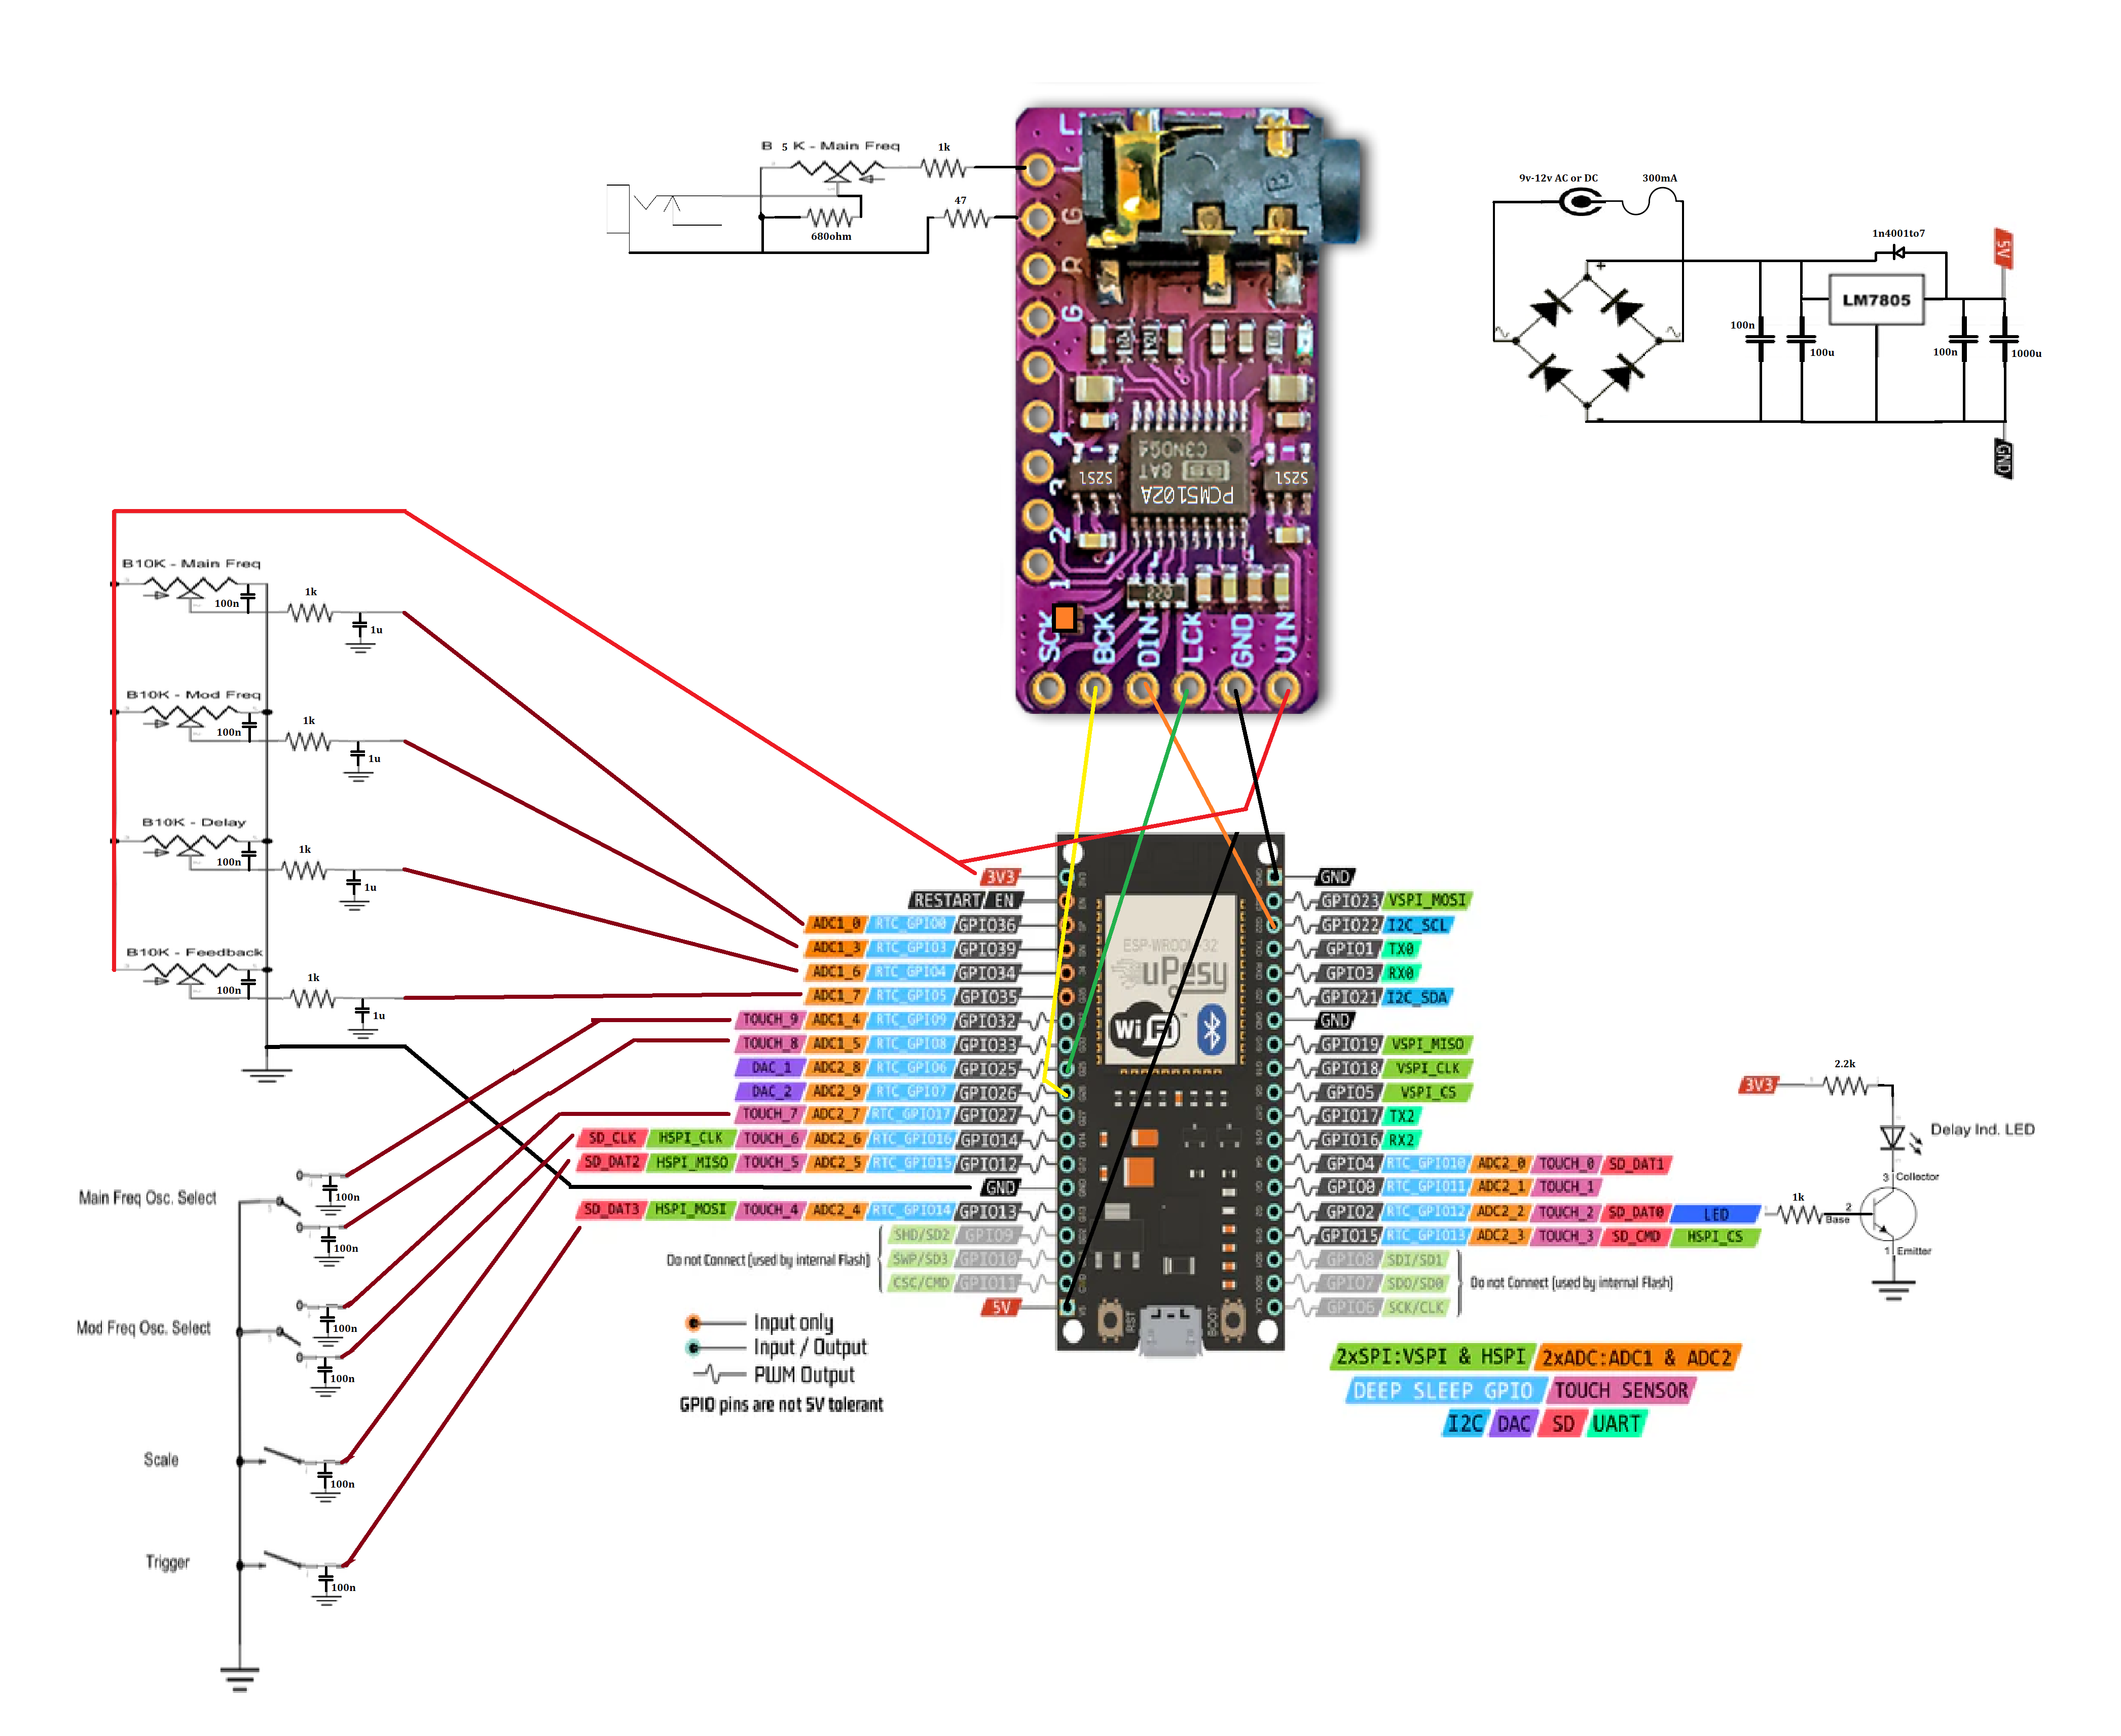 B 5 K - Main Freq
1k
47
680ohm
L
G
R
G
4
3
2
1
S2S1
S2S1
PCM5102A
8AT
C3NDG4
220
SCK
BCK
DIN
LCK
GND
VIN
9v-12v AC or DC
300mA
1n4001to7
5V
+
LM7805
100n
100u
100n
1000u
-
GND
B10K - Main Freq
100n
1k
1u
B10K - Mod Freq
100n
1k
1u
B10K - Delay
100n
1k
1u
B10K - Feedback
100n
1k
1u
3V3
RESTART EN
ADC1_0 RTC_GPIO0 GPIO36
ADC1_3 RTC_GPIO3 GPIO39
ADC1_6 RTC_GPIO4 GPIO34
ADC1_7 RTC_GPIO5 GPIO35
TOUCH_9 ADC1_4 RTC_GPIO9 GPIO32
TOUCH_8 ADC1_5 RTC_GPIO8 GPIO33
DAC_1 ADC2_8 RTC_GPIO6 GPIO25
DAC_2 ADC2_9 RTC_GPIO7 GPIO26
TOUCH_7 ADC2_7 RTC_GPIO17 GPIO27
SD_CLK HSPI_CLK TOUCH_6 ADC2_6 RTC_GPIO16 GPIO14
SD_DAT2 HSPI_MISO TOUCH_5 ADC2_5 RTC_GPIO15 GPIO12
GND
SD_DAT3 HSPI_MOSI TOUCH_4 ADC2_4 RTC_GPIO14 GPIO13
SHD/SD2 GPIO9
SWP/SD3 GPIO10
CSC/CMD GPIO11
Do not Connect (used by internal Flash)
5V
ESP-WROOM-32
uPesy
WiFi
RST
BOOT
GND
GPIO23 VSPI_MOSI
GPIO22 I2C_SCL
GPIO1 TX0
GPIO3 RX0
GPIO21 I2C_SDA
GND
GPIO19 VSPI_MISO
GPIO18 VSPI_CLK
GPIO5 VSPI_CS
GPIO17 TX2
GPIO16 RX2
GPIO4 RTC_GPIO10 ADC2_0 TOUCH_0 SD_DAT1
GPIO0 RTC_GPIO11 ADC2_1 TOUCH_1
GPIO2 RTC_GPIO12 ADC2_2 TOUCH_2 SD_DAT0 LED
GPIO15 RTC_GPIO13 ADC2_3 TOUCH_3 SD_CMD HSPI_CS
GPIO8 SDI/SD1
GPIO7 SDO/SD0
GPIO6 SCK/CLK
Do not Connect (used by internal Flash)
3V3
2.2k
Delay Ind. LED
3 Collector
1k
2
Base
1 Emitter
Main Freq Osc. Select
100n
100n
Mod Freq Osc. Select
100n
100n
Scale
100n
Trigger
100n
Input only
Input / Output
PWM Output
GPIO pins are not 5V tolerant
2xSPI:VSPI & HSPI 2xADC:ADC1 & ADC2
DEEP SLEEP GPIO TOUCH SENSOR
I2C DAC SD UART